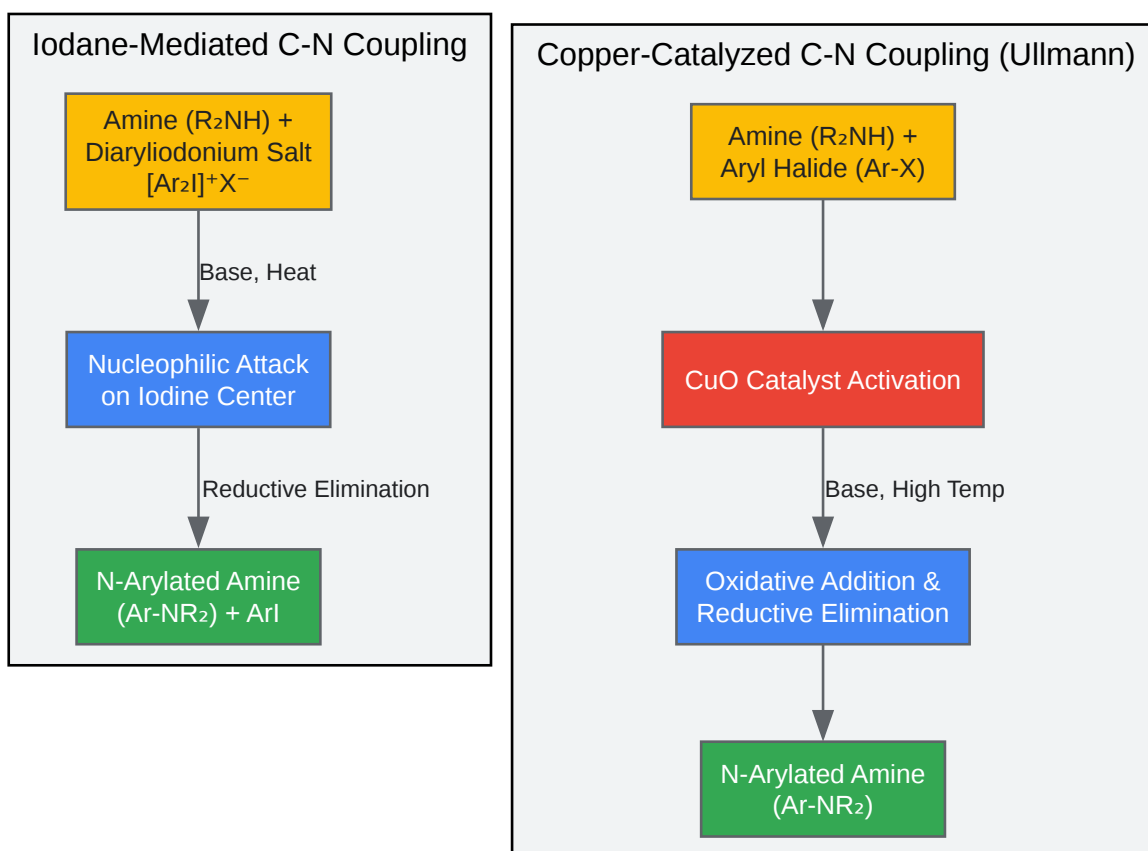 Iodane-Mediated C-N Coupling
Amine (R₂NH) +
Diaryliodonium Salt
[Ar₂I]⁺X⁻
Base, Heat
Nucleophilic Attack
on Iodine Center
Reductive Elimination
N-Arylated Amine
(Ar-NR₂) + ArI
Copper-Catalyzed C-N Coupling (Ullmann)
Amine (R₂NH) +
Aryl Halide (Ar-X)
CuO Catalyst Activation
Base, High Temp
Oxidative Addition &
Reductive Elimination
N-Arylated Amine
(Ar-NR₂)